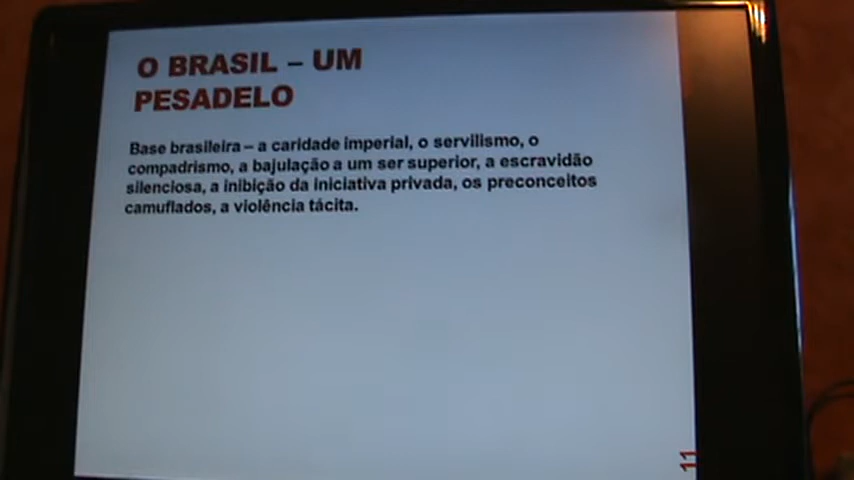 O BRASIL – UM
PESADELO
Base brasileira – a caridade imperial, o servilismo, o
compadrismo, a bajulação a um ser superior, a escravidão
silenciosa, a inibição da iniciativa privada, os preconceitos
camuflados, a violência tácita.
11